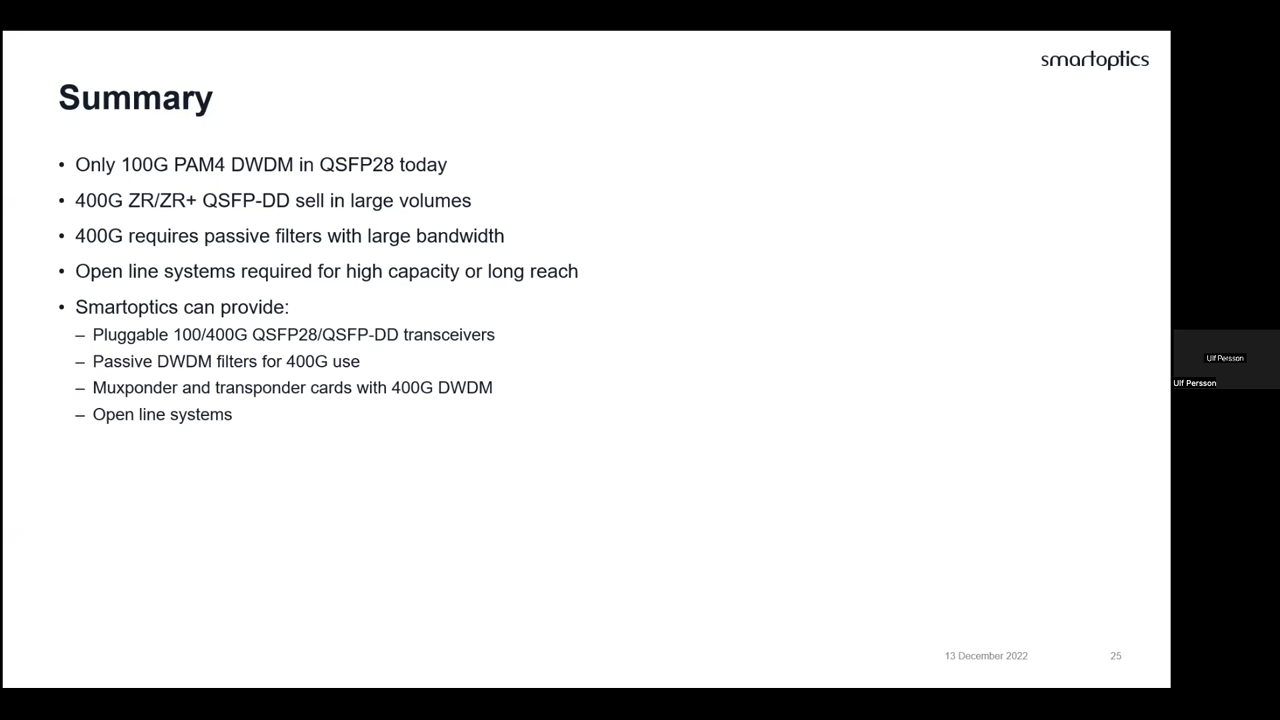 smartoptics
Summary
• Only 100G PAM4 DWDM in QSFP28 today
• 400G ZR/ZR+ QSFP-DD sell in large volumes
• 400G requires passive filters with large bandwidth
• Open line systems required for high capacity or long reach
• Smartoptics can provide:
– Pluggable 100/400G QSFP28/QSFP-DD transceivers
– Passive DWDM filters for 400G use
– Muxponder and transponder cards with 400G DWDM
– Open line systems
13 December 2022
25
Ulf Persson
Ulf Persson